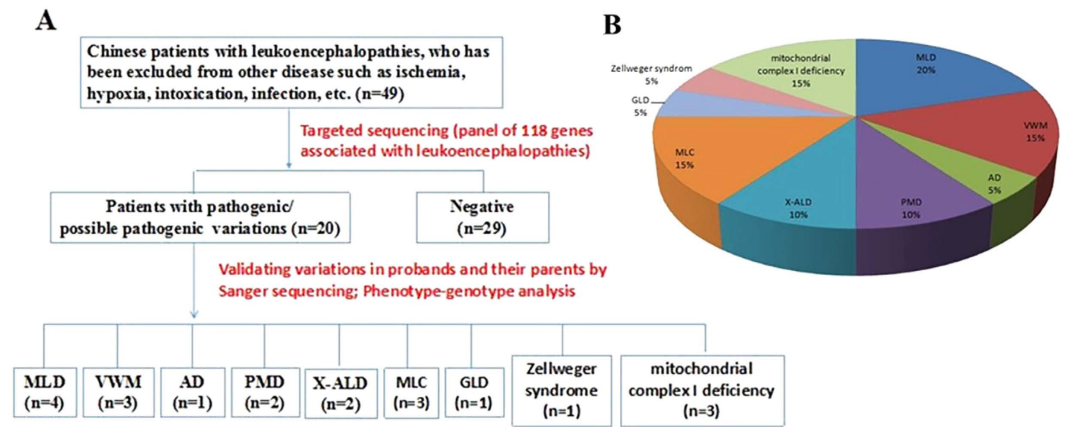 A
Chinese patients with leukoencephalopathies, who has
been excluded from other disease such as ischemia,
hypoxia, intoxication, infection, etc. (n=49)
Targeted sequencing (panel of 118 genes
associated with leukoencephalopathies)
Patients with pathogenic/
possible pathogenic variations (n=20)
Negative
(n=29)
Validating variations in probands and their parents by
Sanger sequencing; Phenotype-genotype analysis
MLD
(n=4)
VWM
(n=3)
AD
(n=1)
PMD
(n=2)
X-ALD
(n=2)
MLC
(n=3)
GLD
(n=1)
Zellweger
syndrome
(n=1)
mitochondrial
complex I deficiency
(n=3)
B
mitochondrial
complex I deficiency
15%
MLD
20%
Zellweger syndrom
5%
GLD
5%
VWM
15%
MLC
15%
AD
5%
X-ALD
10%
PMD
10%